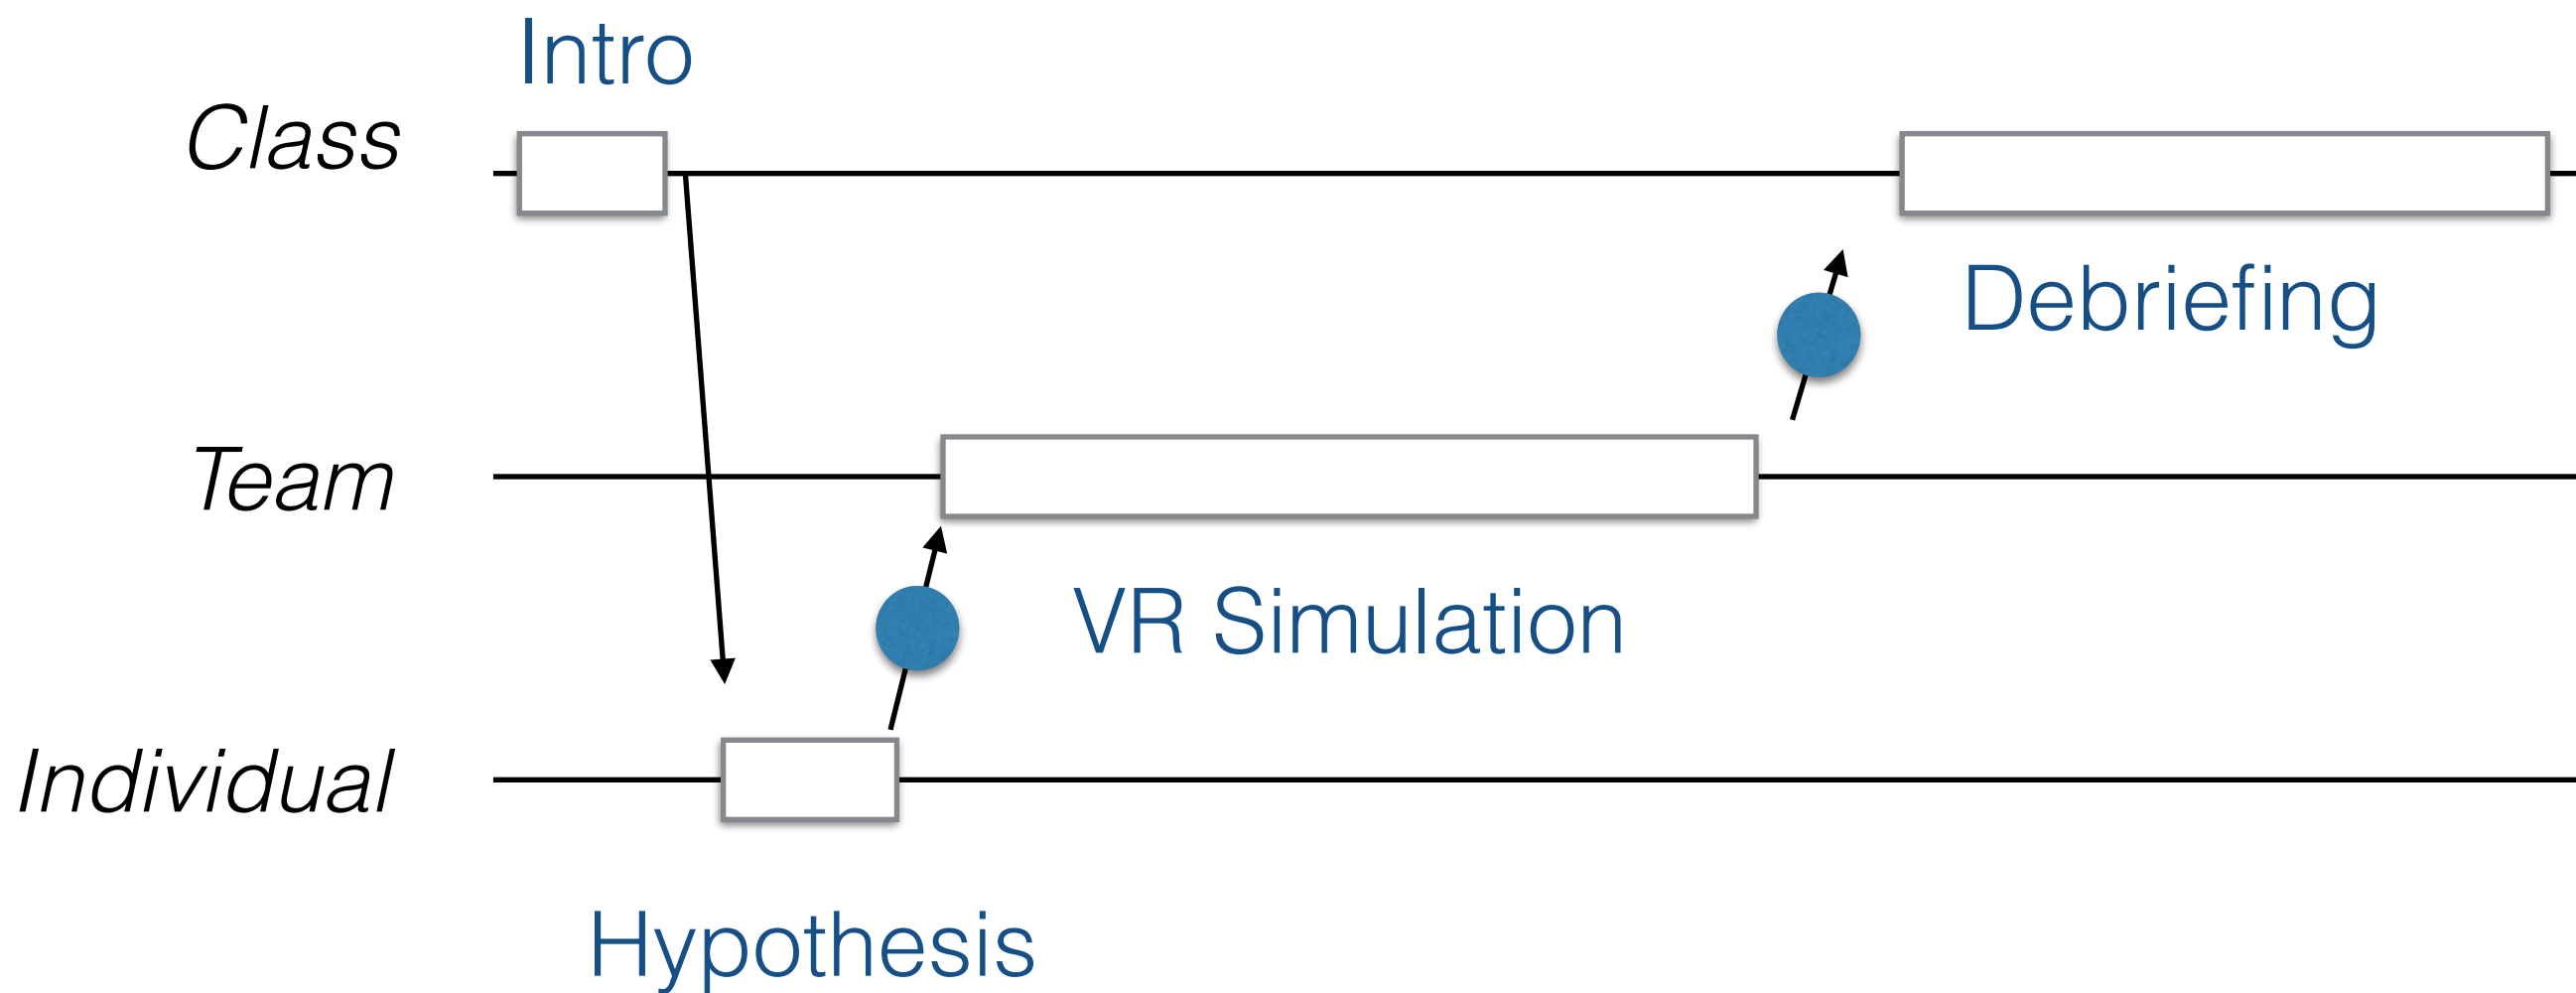 Intro
Class
Debriefing
Team
VR Simulation
Individual
Hypothesis